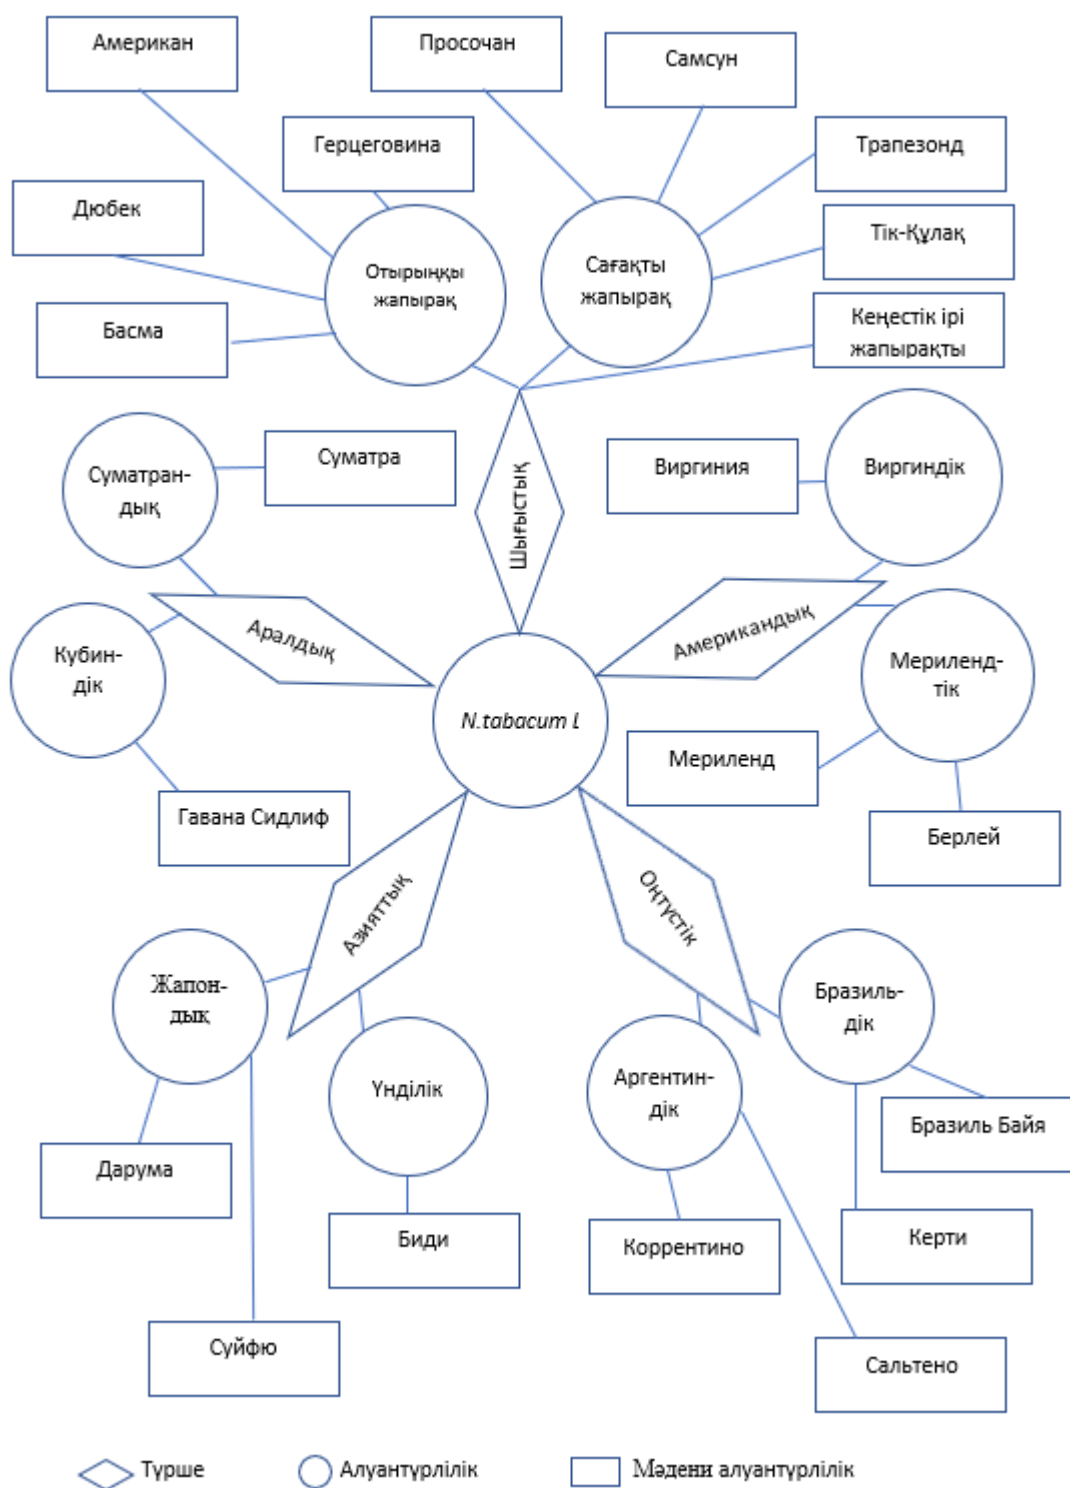 Американ
Просочан
Самсун
Герцеговина
Трапезонд
Дюбек
Тік-Құлақ
Отырыңқы
жапырақ
Сағақты
жапырақ
Басма
Кеңестік ірі
жапырақты
Суматран-
дық
Суматра
Шығыстық
Виргиния
Виргиндік
Аралдық
Американдық
Кубин-
дік
Мериленд-
тік
N.tabacum L
Мериленд
Гавана Сидлиф
Берлей
Азияттық
Оңтүстік
Жапон-
дық
Бразиль-
дік
Үнділік
Аргентин-
дік
Бразиль Байя
Дарума
Биди
Коррентино
Керти
Суйфю
Сальтено
Түрше
Алуантүрлілік
Мәдени алуантүрлілік